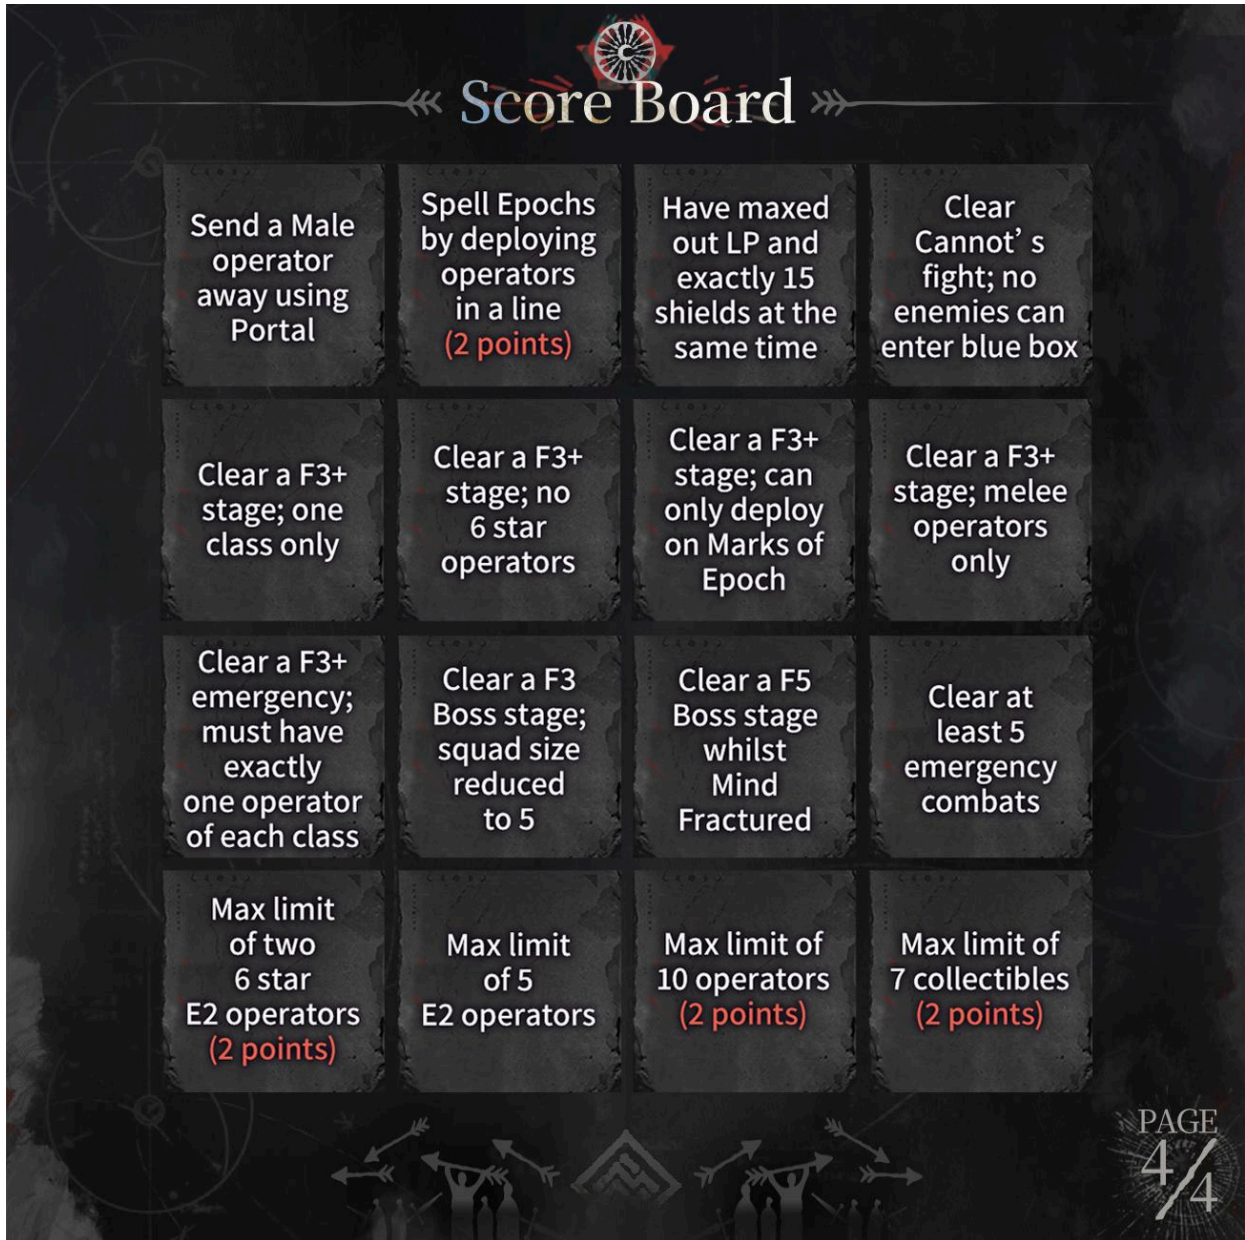 Score Board
Send a Male
operator
away using
Portal
Spell Epochs
by deploying
operators
in a line
(2 points)
Have maxed
out LP and
exactly 15
shields at the
same time
Clear
Cannot’s
fight; no
enemies can
enter blue box
Clear a F3+
stage; one
class only
Clear a F3+
stage; no
6 star
operators
Clear a F3+
stage; can
only deploy
on Marks of
Epoch
Clear a F3+
stage; melee
operators
only
Clear a F3+
emergency;
must have
exactly
one operator
of each class
Clear a F3
Boss stage;
squad size
reduced
to 5
Clear a F5
Boss stage
whilst
Mind
Fractured
Clear at
least 5
emergency
combats
Max limit
of two
6 star
E2 operators
(2 points)
Max limit
of 5
E2 operators
Max limit of
10 operators
(2 points)
Max limit of
7 collectibles
(2 points)
PAGE
4/4